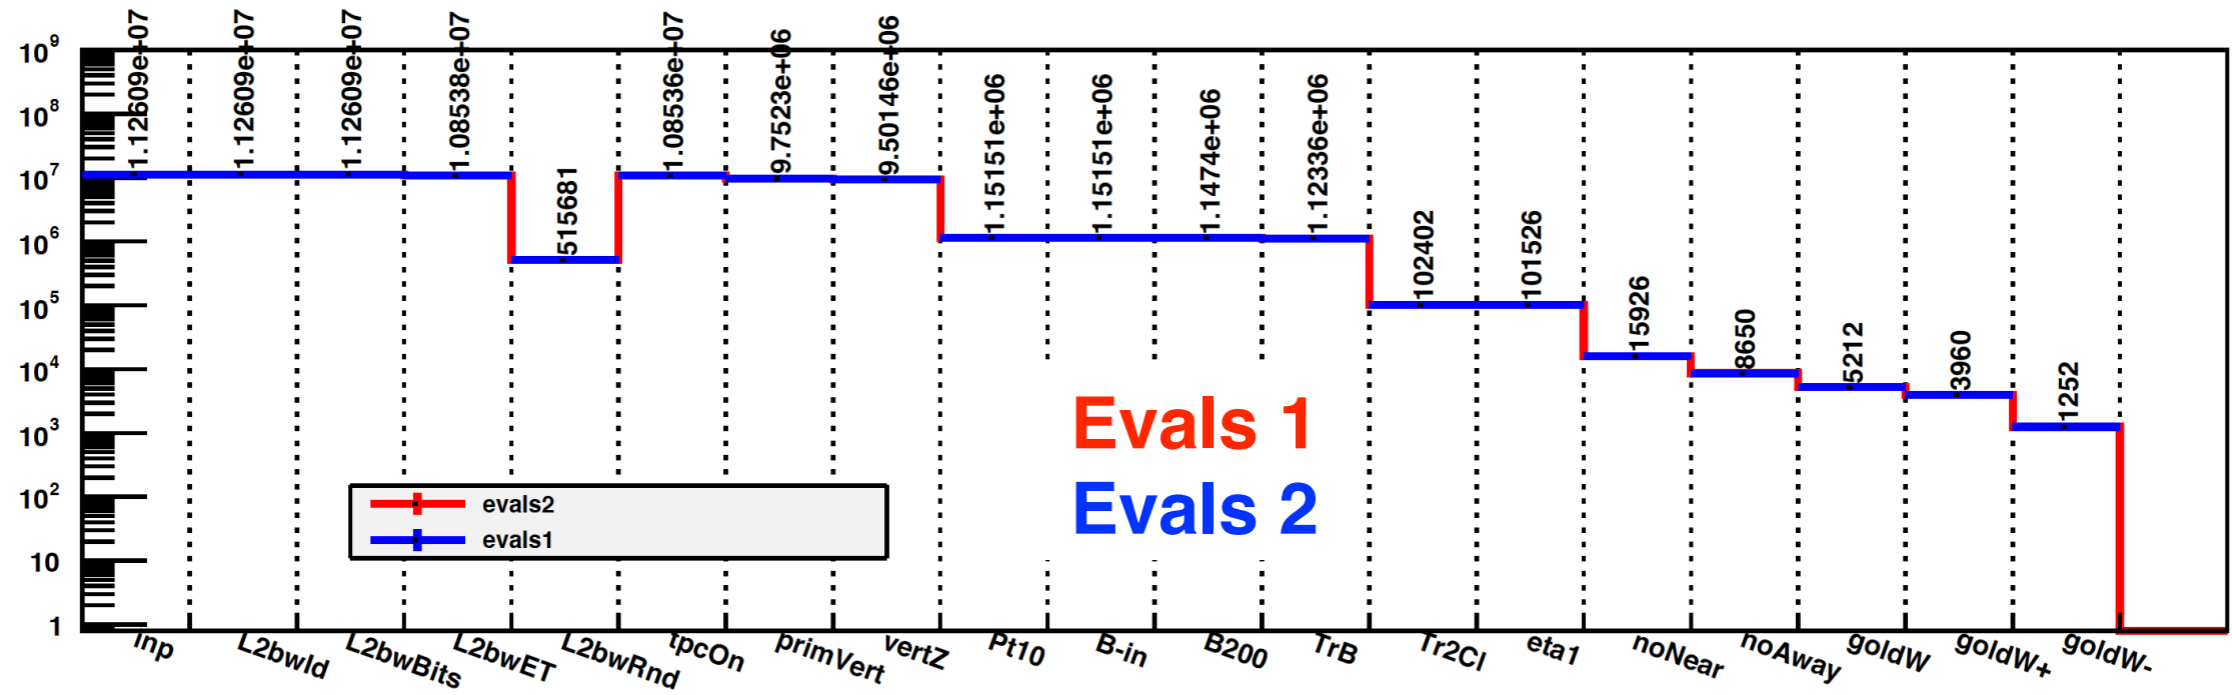 10⁹
10⁸
10⁷
10⁶
10⁵
10⁴
10³
10²
10
1
1.12609e+07
1.12609e+07
1.12609e+07
1.08538e+07
515681
1.08536e+07
9.7523e+06
9.50146e+06
1.15151e+06
1.15151e+06
1.1474e+06
1.12336e+06
102402
101526
15926
8650
5212
3960
1252
Evals 1
Evals 2
evals2
evals1
inp
L2bwId
L2bwBits
L2bwET
L2bwRnd
tpcOn
primVert
vertZ
Pt10
B-in
B200
TrB
Tr2Cl
eta1
noNear
noAway
goldW
goldW+
goldW-